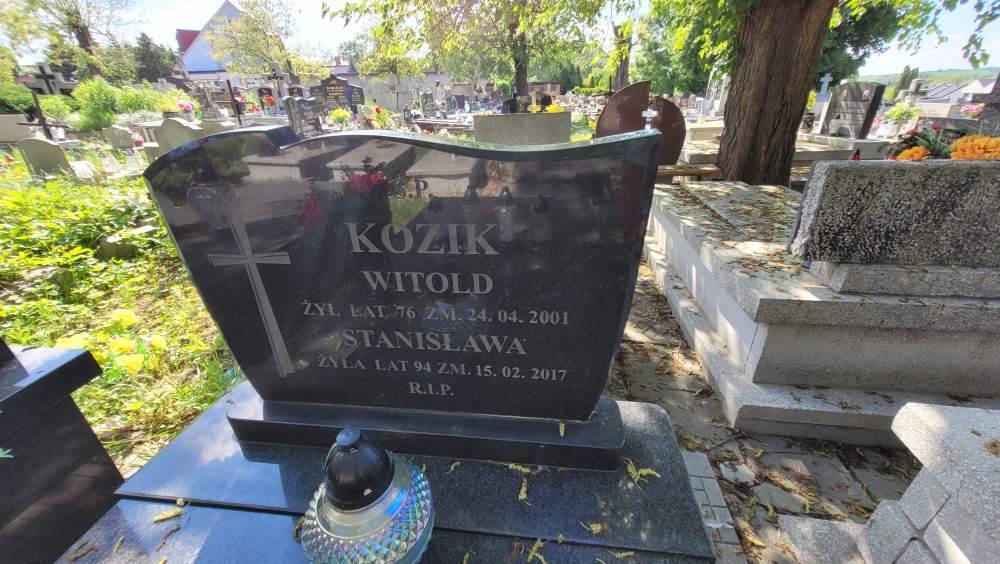 P
KOZIK
WITOLD
ŻYŁ LAT 76 ZM. 24. 04. 2001
STANISŁAWA
ŻYŁA LAT 94 ZM. 15. 02. 2017
R.I.P.